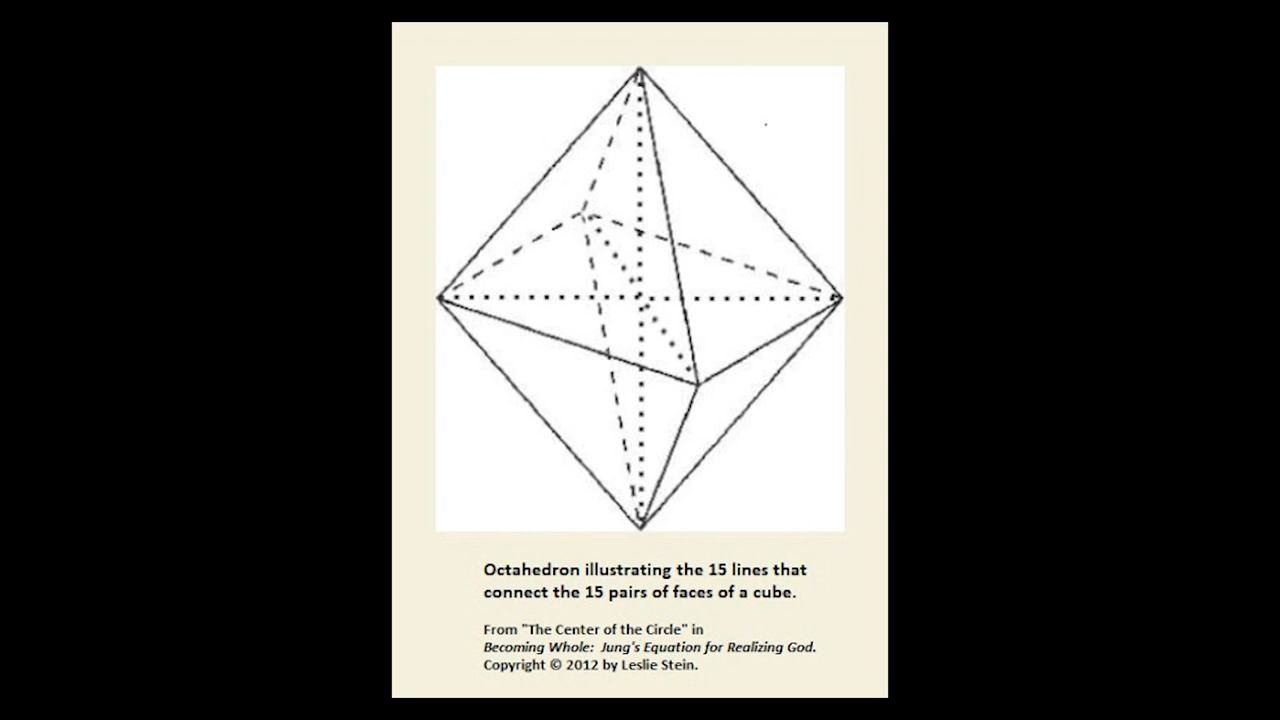 Octahedron illustrating the 15 lines that
connect the 15 pairs of faces of a cube.
From "The Center of the Circle" in
Becoming Whole: Jung's Equation for Realizing God.
Copyright © 2012 by Leslie Stein.